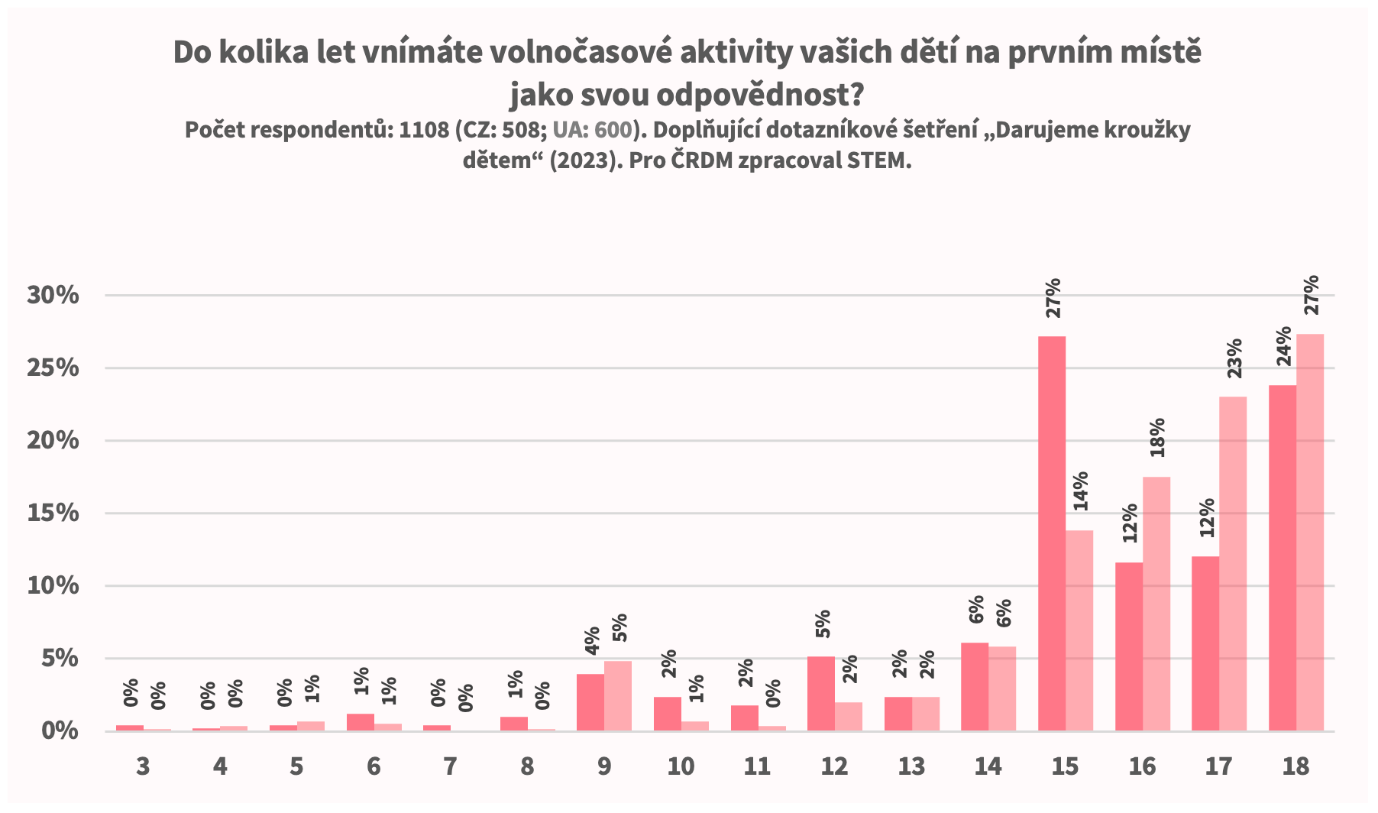 Do kolika let vnímáte volnočasové aktivity vašich dětí na prvním místě
jako svou odpovědnost?
Počet respondentů: 1108 (CZ: 508; UA: 600). Doplňující dotazníkové šetření „Darujeme kroužky
dětem“ (2023). Pro ČRDM zpracoval STEM.
30%
25%
20%
15%
10%
5%
0%
0% 0% 0% 0% 0% 1% 1% 1% 0% 0% 1% 0% 4% 5% 2% 1% 2% 0% 5% 2% 2% 2% 6% 6% 27% 14% 12% 18% 12% 23% 24% 27%
3 4 5 6 7 8 9 10 11 12 13 14 15 16 17 18